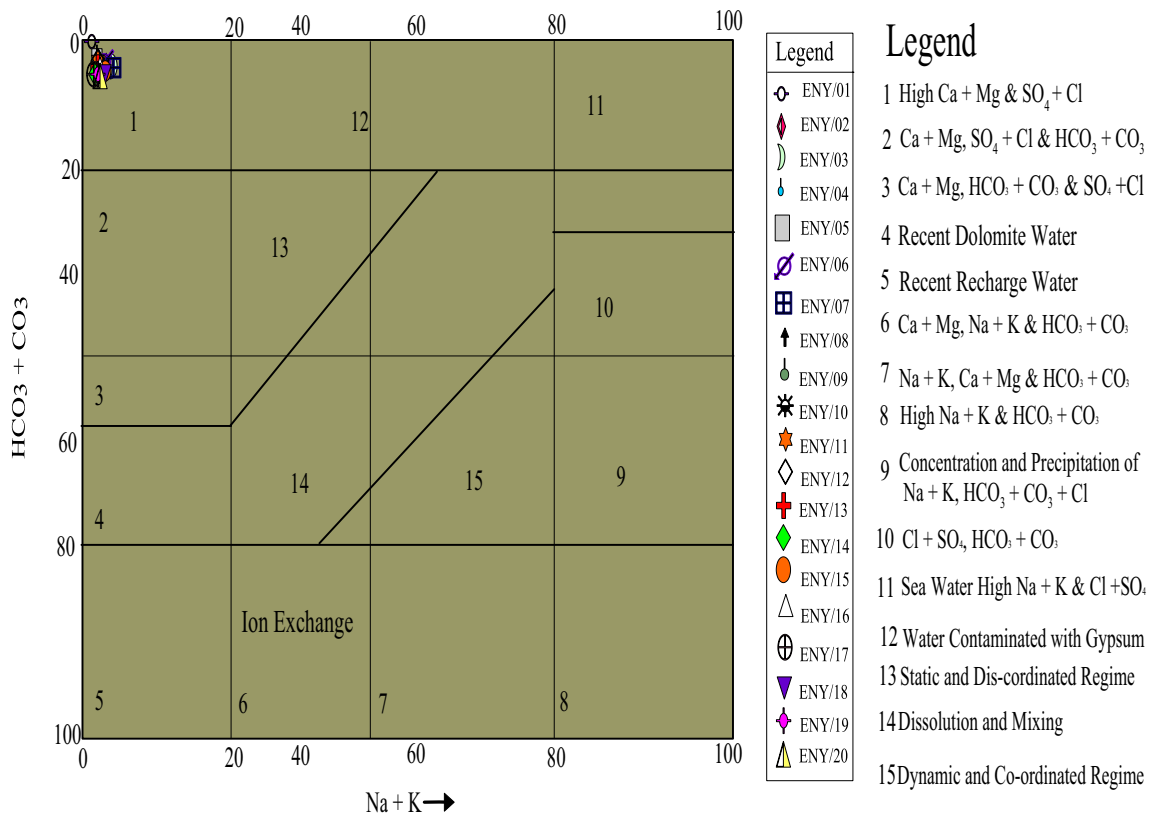 0 20 40 60 80 100
0
20
40
60
80
100
HCO3 + CO3
1
12
11
2
13
10
3
14
15
9
4
Ion Exchange
5
6
7
8
0 20 40 60 80 100
Na + K
Legend
ENY/01
ENY/02
ENY/03
ENY/04
ENY/05
ENY/06
ENY/07
ENY/08
ENY/09
ENY/10
ENY/11
ENY/12
ENY/13
ENY/14
ENY/15
ENY/16
ENY/17
ENY/18
ENY/19
ENY/20
Legend
1 High Ca + Mg & SO₄ + Cl
2 Ca + Mg, SO₄ + Cl & HCO₃ + CO₃
3 Ca + Mg, HCO₃ + CO₃ & SO₄ +Cl
4 Recent Dolomite Water
5 Recent Recharge Water
6 Ca + Mg, Na + K & HCO₃ + CO₃
7 Na + K, Ca + Mg & HCO₃ + CO₃
8 High Na + K & HCO₃ + CO₃
9 Concentration and Precipitation of
Na + K, HCO₃ + CO₃ + Cl
10 Cl + SO₄, HCO₃ + CO₃
11 Sea Water High Na + K & Cl +SO₄
12 Water Contaminated with Gypsum
13 Static and Dis-cordinated Regime
14 Dissolution and Mixing
15 Dynamic and Co-ordinated Regime